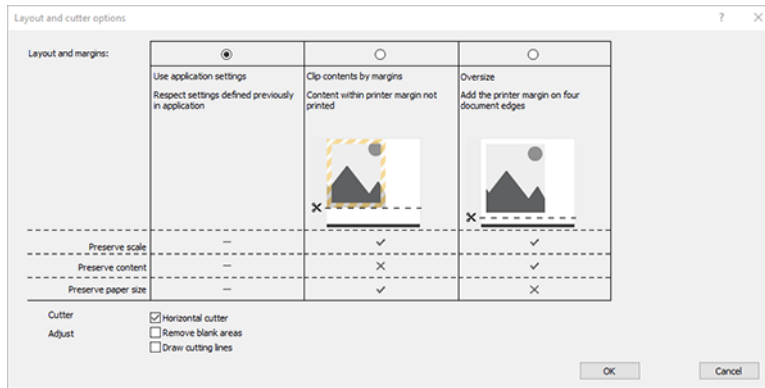 Layout and cutter options
? ×
Layout and margins:
Use application settings
Respect settings defined previously
in application
Clip contents by margins
Content within printer margin not
printed
Oversize
Add the printer margin on four
document edges
Preserve scale — ✓ ✓
Preserve content — × ✓
Preserve paper size — ✓ ×
Cutter
Horizontal cutter
Adjust
Remove blank areas
Draw cutting lines
OK
Cancel